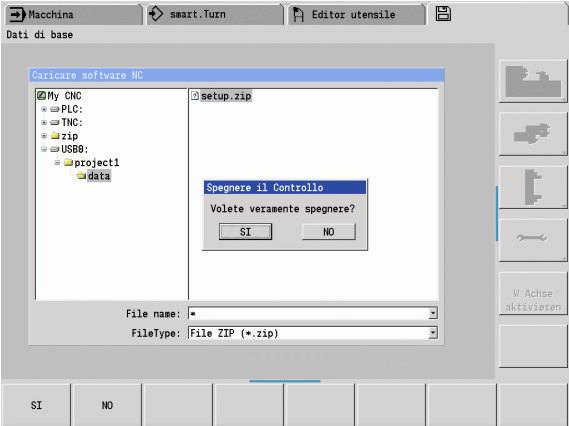 Macchina
smart.Turn
Editor utensile
Dati di base
Caricare software NC
My CNC
PLC:
TNC:
zip
USB0:
project1
data
setup.zip
Spegnere il Controllo
Volete veramente spegnere?
SI
NO
W Achse
aktivieren
File name: *
FileType: File ZIP (*.zip)
SI
NO